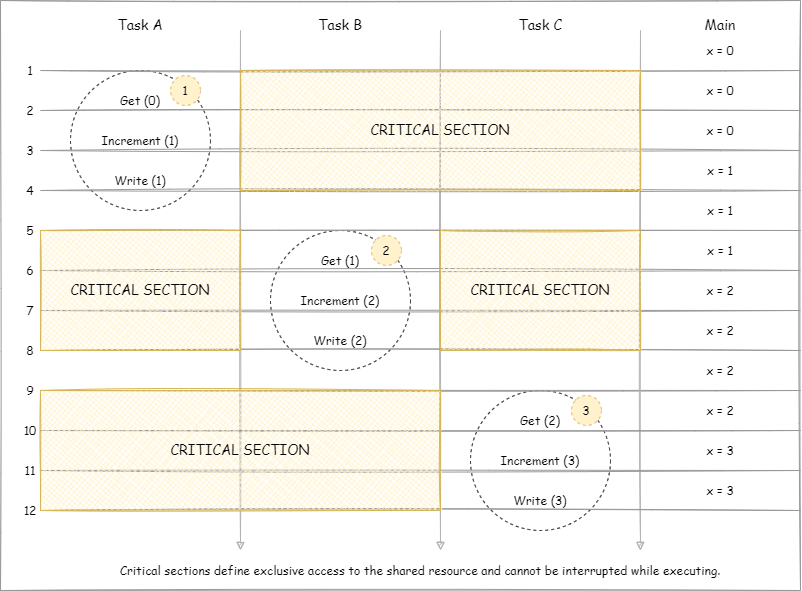 Task A Task B Task C Main
x = 0
1
Get (0) 1 x = 0
2
Increment (1) CRITICAL SECTION x = 0
3
Write (1) x = 1
4
x = 1
5
Get (1) 2 x = 1
6
CRITICAL SECTION Increment (2) CRITICAL SECTION x = 2
7
Write (2) x = 2
8
x = 2
9
Get (2) 3 x = 2
10
CRITICAL SECTION Increment (3) x = 3
11
Write (3) x = 3
12
Critical sections define exclusive access to the shared resource and cannot be interrupted while executing.